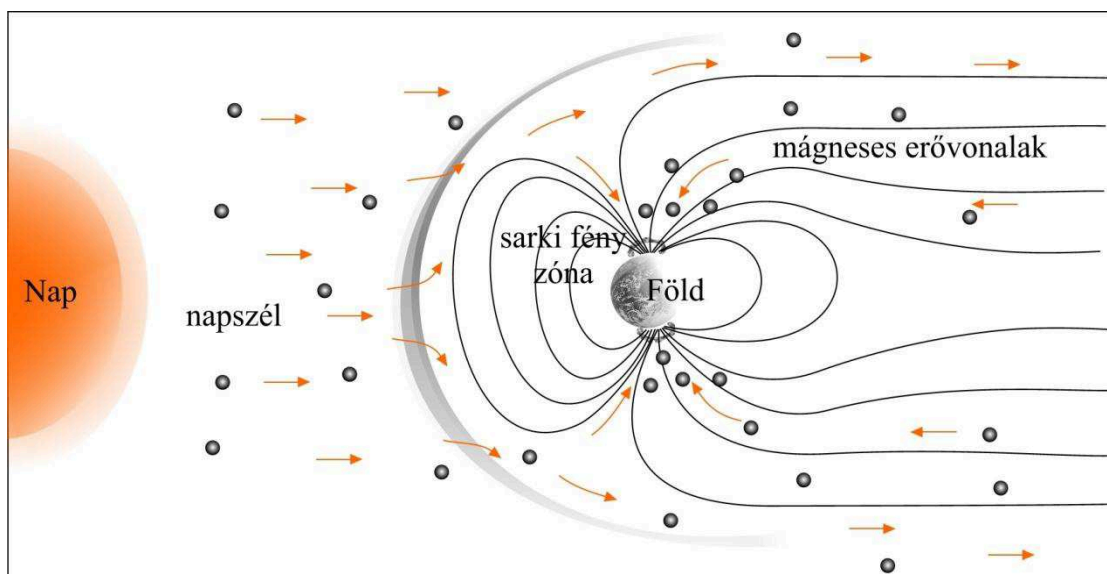 mágneses erővonalak
sarki fény
zóna
Nap
Föld
napszél